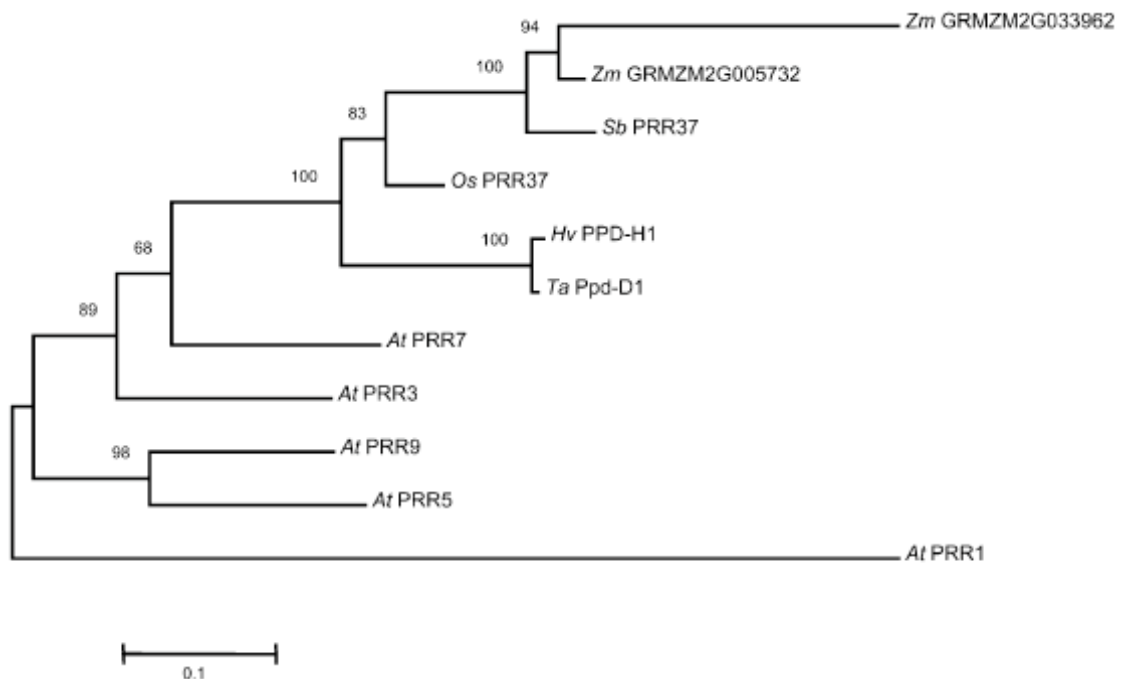 94
Zm GRMZM2G033962
100
Zm GRMZM2G005732
83
Sb PRR37
100
Os PRR37
100
Hv PPD-H1
68
Ta Ppd-D1
89
At PRR7
At PRR3
98
At PRR9
At PRR5
At PRR1
0.1